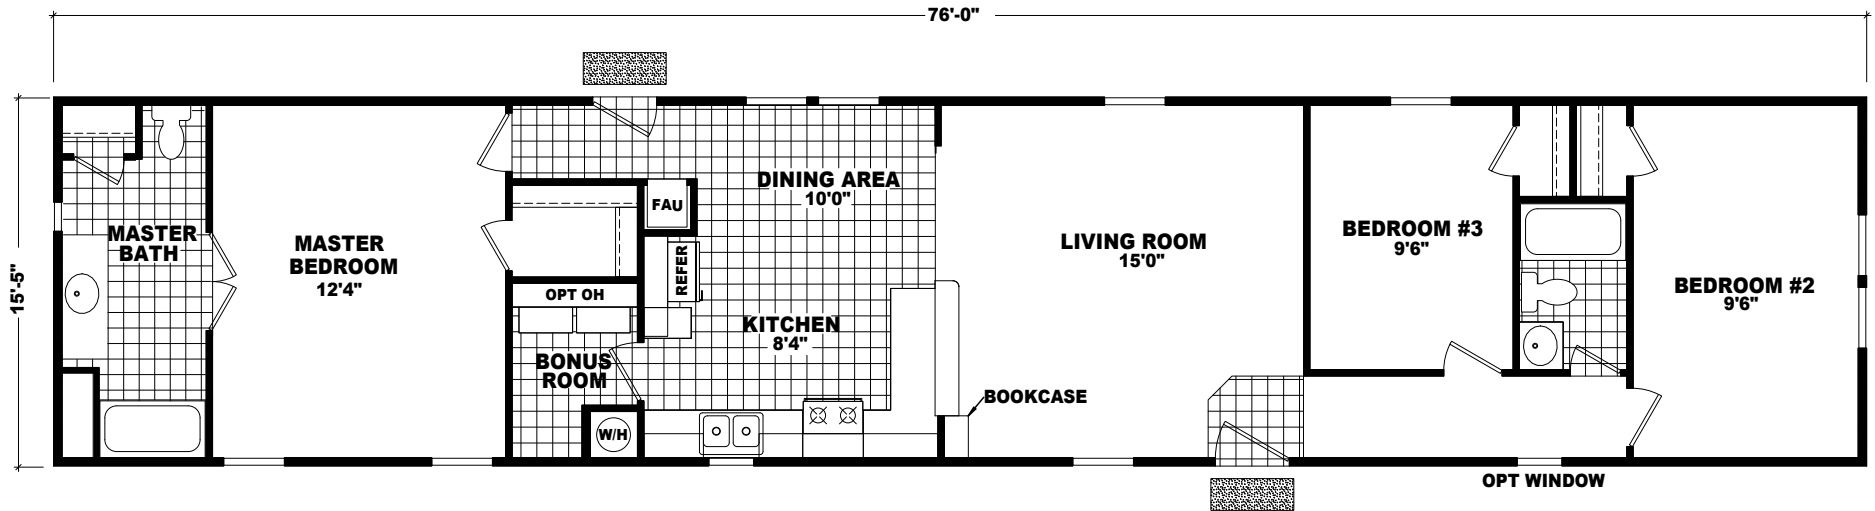 76'-0"
15'-5"
MASTER
BATH
MASTER
BEDROOM
12'4"
FAU
REFER
OPT OH
BONUS
ROOM
W/H
DINING AREA
10'0"
KITCHEN
8'4"
BOOKCASE
LIVING ROOM
15'0"
BEDROOM #3
9'6"
BEDROOM #2
9'6"
OPT WINDOW